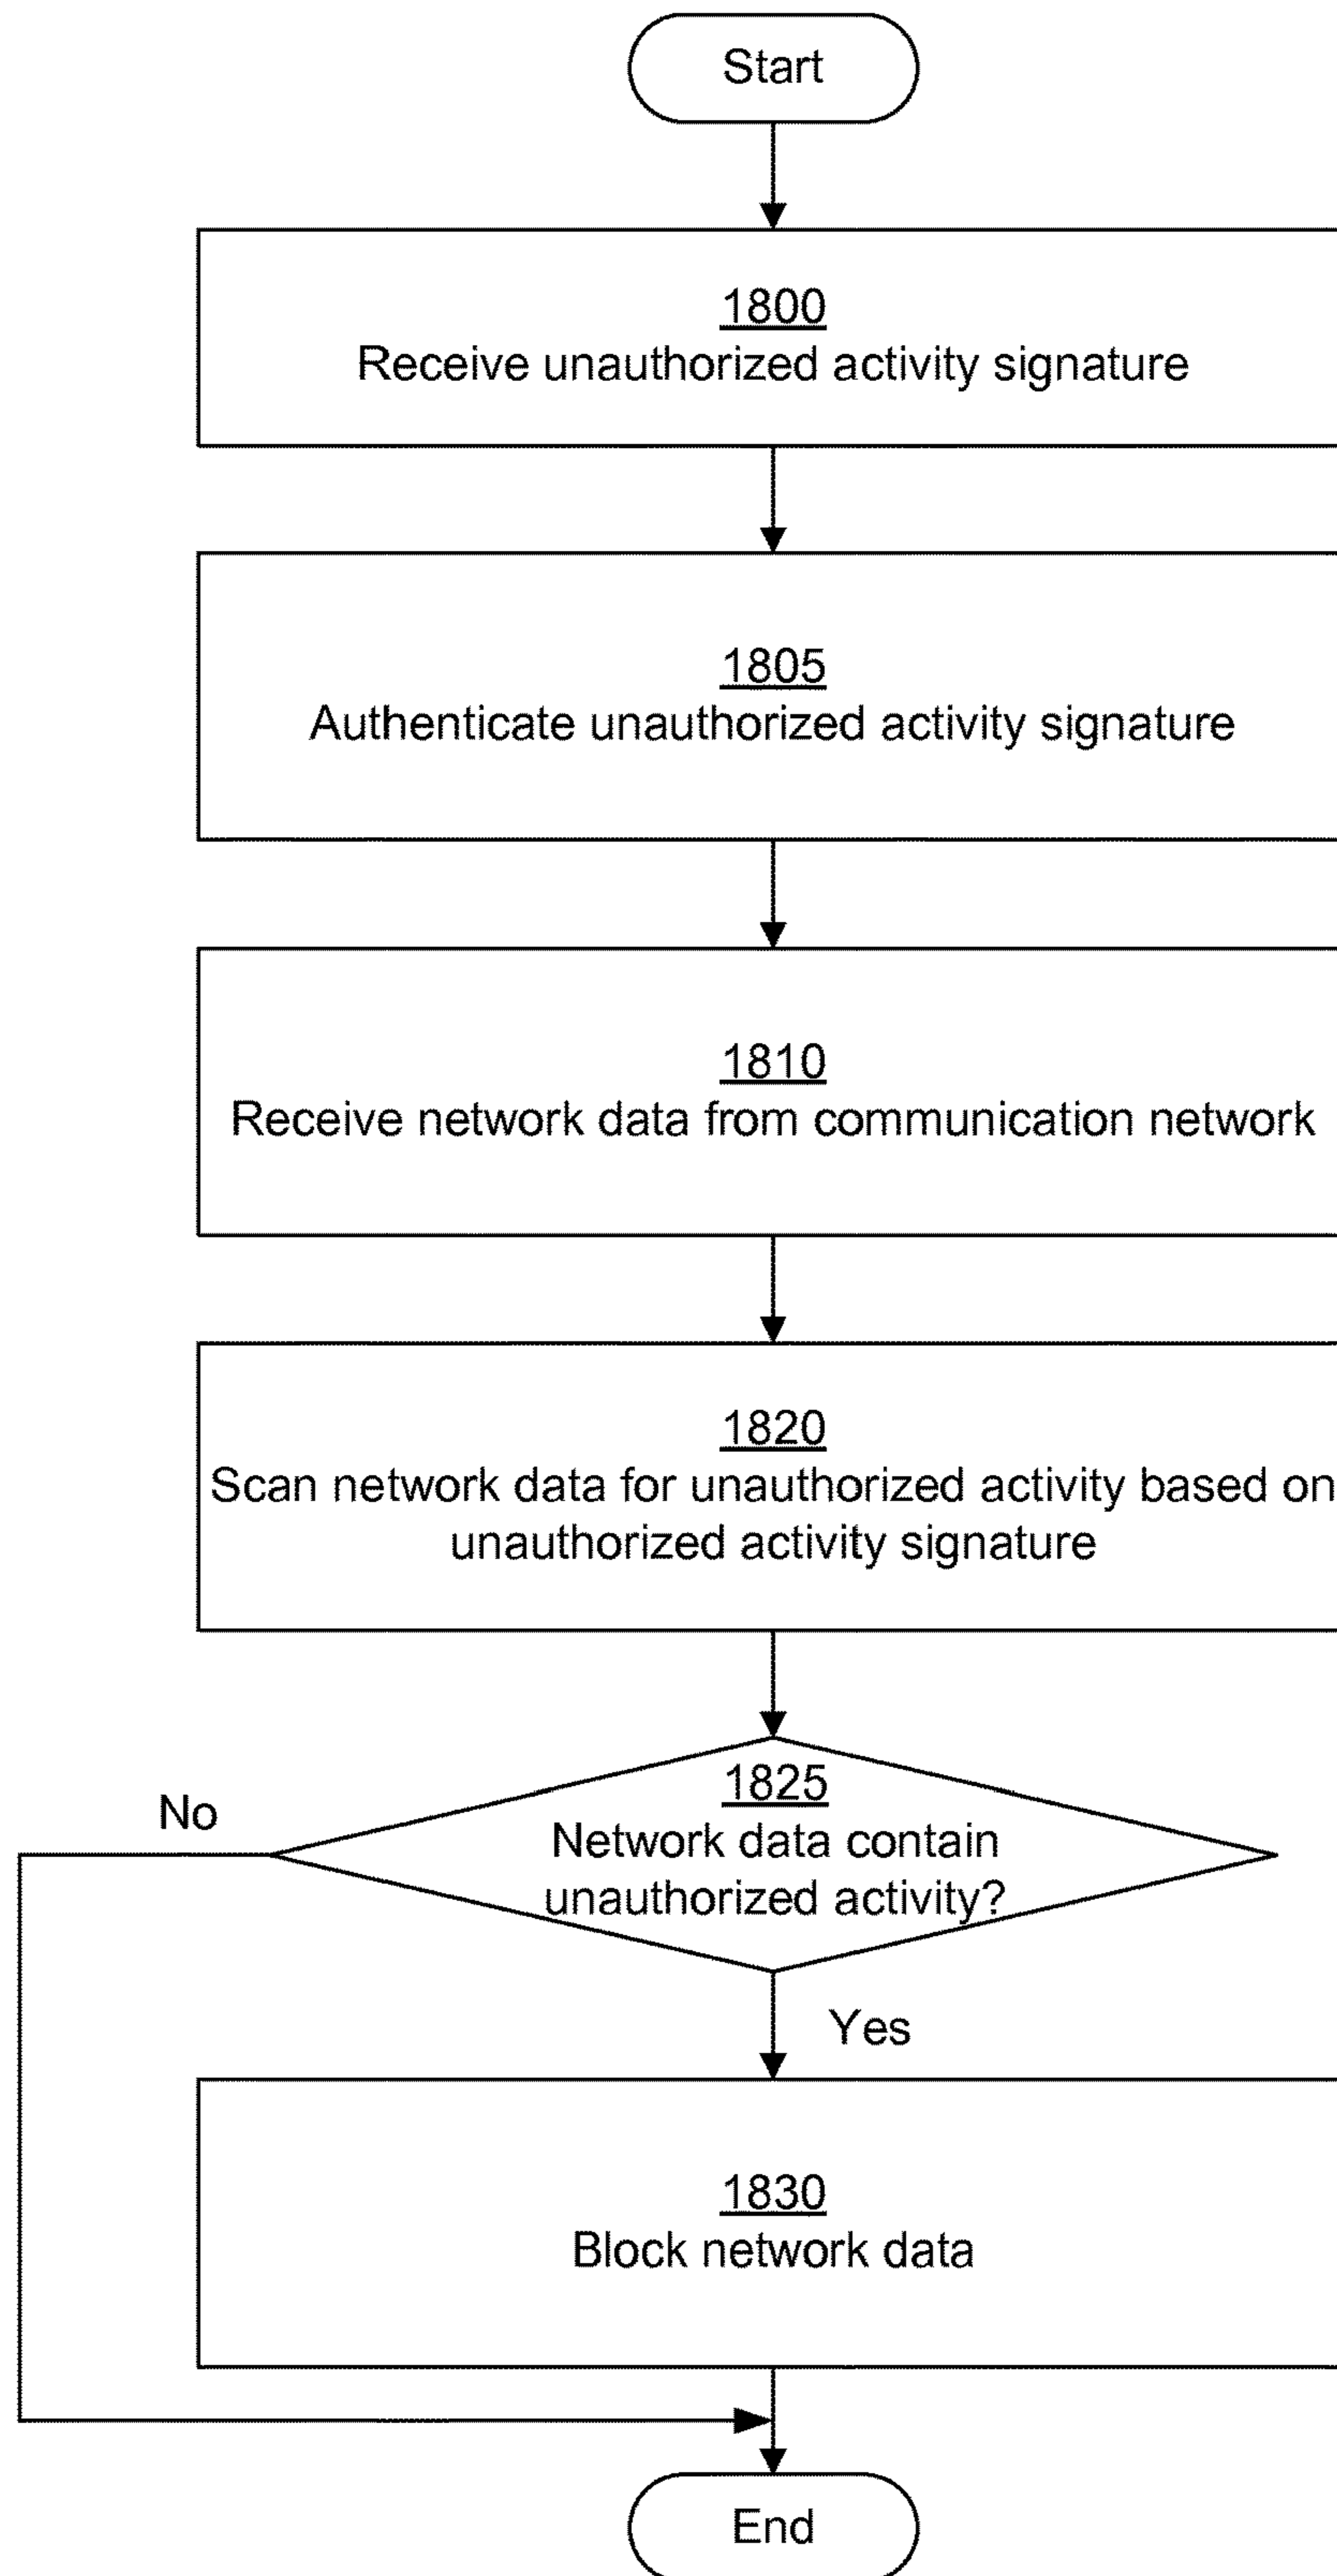 Start
1800
Receive unauthorized activity signature
1805
Authenticate unauthorized activity signature
1810
Receive network data from communication network
1820
Scan network data for unauthorized activity based on
unauthorized activity signature
No
1825
Network data contain
unauthorized activity?
Yes
1830
Block network data
End